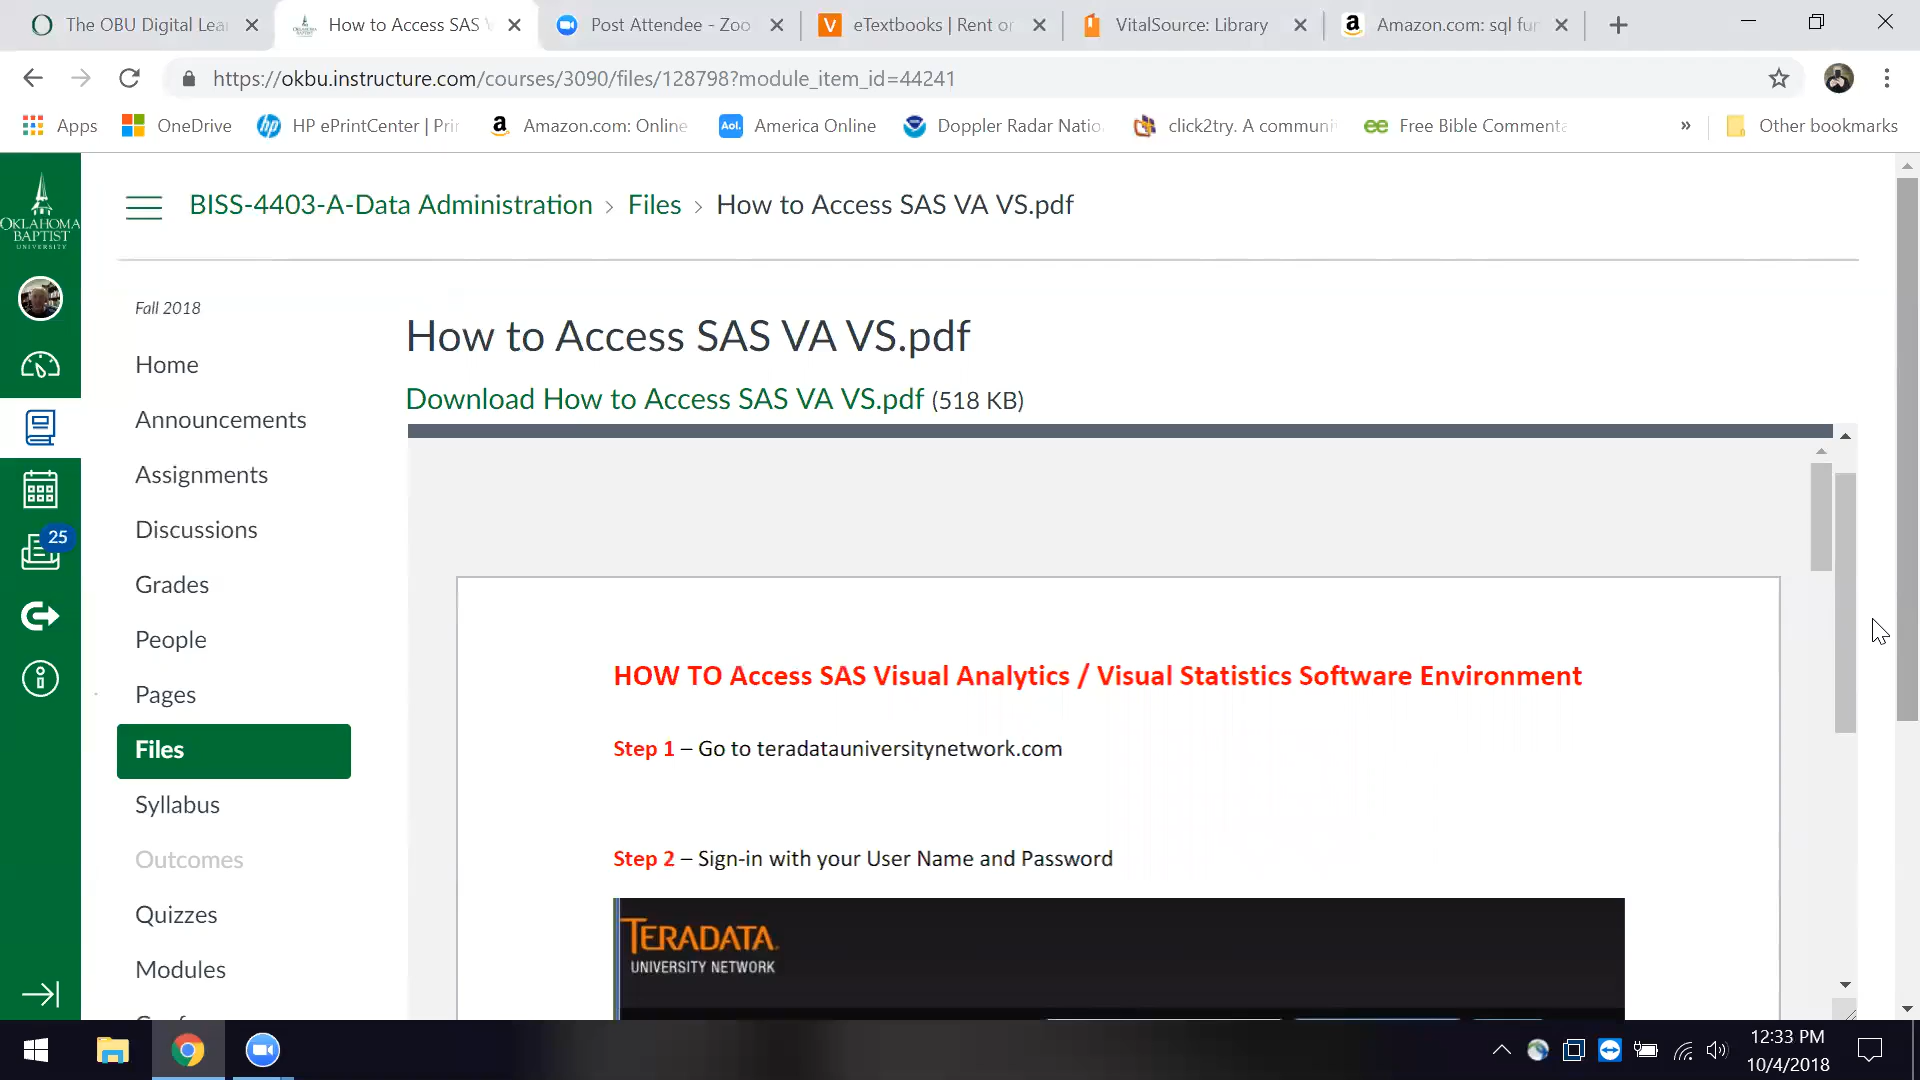 The OBU Digital Lea
How to Access SAS V
Post Attendee - Zoo
eTextbooks | Rent or
VitalSource: Library
Amazon.com: sql fur
https://okbu.instructure.com/courses/3090/files/128798?module_item_id=44241
Apps
OneDrive
HP ePrintCenter | Prir
Amazon.com: Online
Aol.
America Online
Doppler Radar Natio
click2try. A communi
Free Bible Commenta
»
Other bookmarks
OKLAHOMA
BAPTIST
UNIVERSITY
BISS-4403-A-Data Administration > Files > How to Access SAS VA VS.pdf
Fall 2018
Home
Announcements
Assignments
Discussions
25
Grades
People
Pages
Files
Syllabus
Outcomes
Quizzes
Modules
How to Access SAS VA VS.pdf
Download How to Access SAS VA VS.pdf (518 KB)
HOW TO Access SAS Visual Analytics / Visual Statistics Software Environment
Step 1 – Go to teradatauniversitynetwork.com
Step 2 – Sign-in with your User Name and Password
TERADATA
UNIVERSITY NETWORK
12:33 PM
10/4/2018